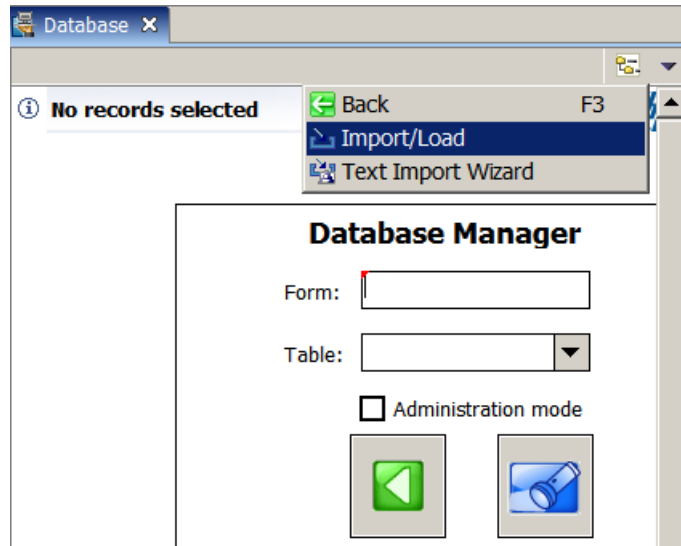 Database
No records selected
Back F3
Import/Load
Text Import Wizard
Database Manager
Form:
Table:
Administration mode